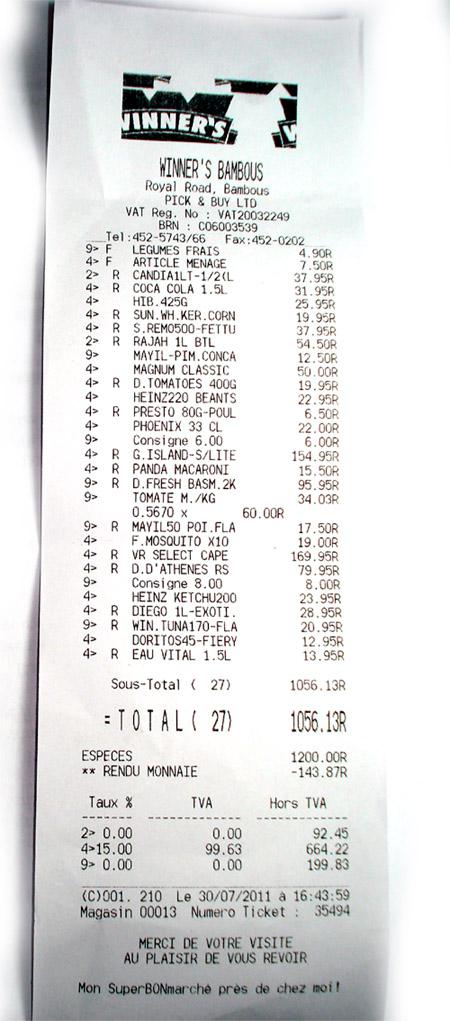 WINNER'S
WINNER'S BAMBOUS
Royal Road, Bambous
PICK & BUY LTD
VAT Reg. No : VAT20032249
BRN : C06003539
Tel:452-5743/66 Fax:452-0202
9> F LEGUMES FRAIS 4.90R
4> F ARTICLE MENAGE 7.50R
2> R CANDIA1LT-1/2(L 37.95R
4> R COCA COLA 1.5L 31.95R
4> HIB.425G 25.95R
4> R SUN.WH.KER.CORN 19.95R
4> R S.REMO500-FETTU 37.95R
2> R RAJAH 1L BTL 54.50R
9> MAYIL-PIM.CONCA 12.50R
4> MAGNUM CLASSIC 50.00R
4> R D.TOMATOES 400G 19.95R
4> HEINZ220 BEANTS 22.95R
4> R PRESTO 80G-POUL 6.50R
4> PHOENIX 33 CL 22.00R
9> Consigne 6.00 6.00R
4> R G.ISLAND-S/LITE 154.95R
4> R PANDA MACARONI 15.50R
9> R D.FRESH BASM.2K 95.95R
9> TOMATE M./KG 34.03R
0.5670 x 60.00R
9> R MAYIL50 POI.FLA 17.50R
4> F.MOSQUITO X10 19.00R
4> R VR SELECT CAPE 169.95R
4> R D.D'ATHENES RS 79.95R
9> Consigne 8.00 8.00R
4> HEINZ KETCHU200 23.95R
4> R DIEGO 1L-EXOTI. 28.95R
9> R WIN.TUNA170-FLA 20.95R
4> DORITOS45-FIERY 12.95R
4> R EAU VITAL 1.5L 13.95R
Sous-Total ( 27) 1056.13R
=TOTAL( 27) 1056.13R
ESPECES 1200.00R
** RENDU MONNAIE -143.87R
Taux % TVA Hors TVA
2> 0.00 0.00 92.45
4>15.00 99.63 664.22
9> 0.00 0.00 199.83
(C)001. 210 Le 30/07/2011 à 16:43:59
Magasin 00013 Numero Ticket : 35494
MERCI DE VOTRE VISITE
AU PLAISIR DE VOUS REVOIR
Mon SuperBONmarché près de chez moi!